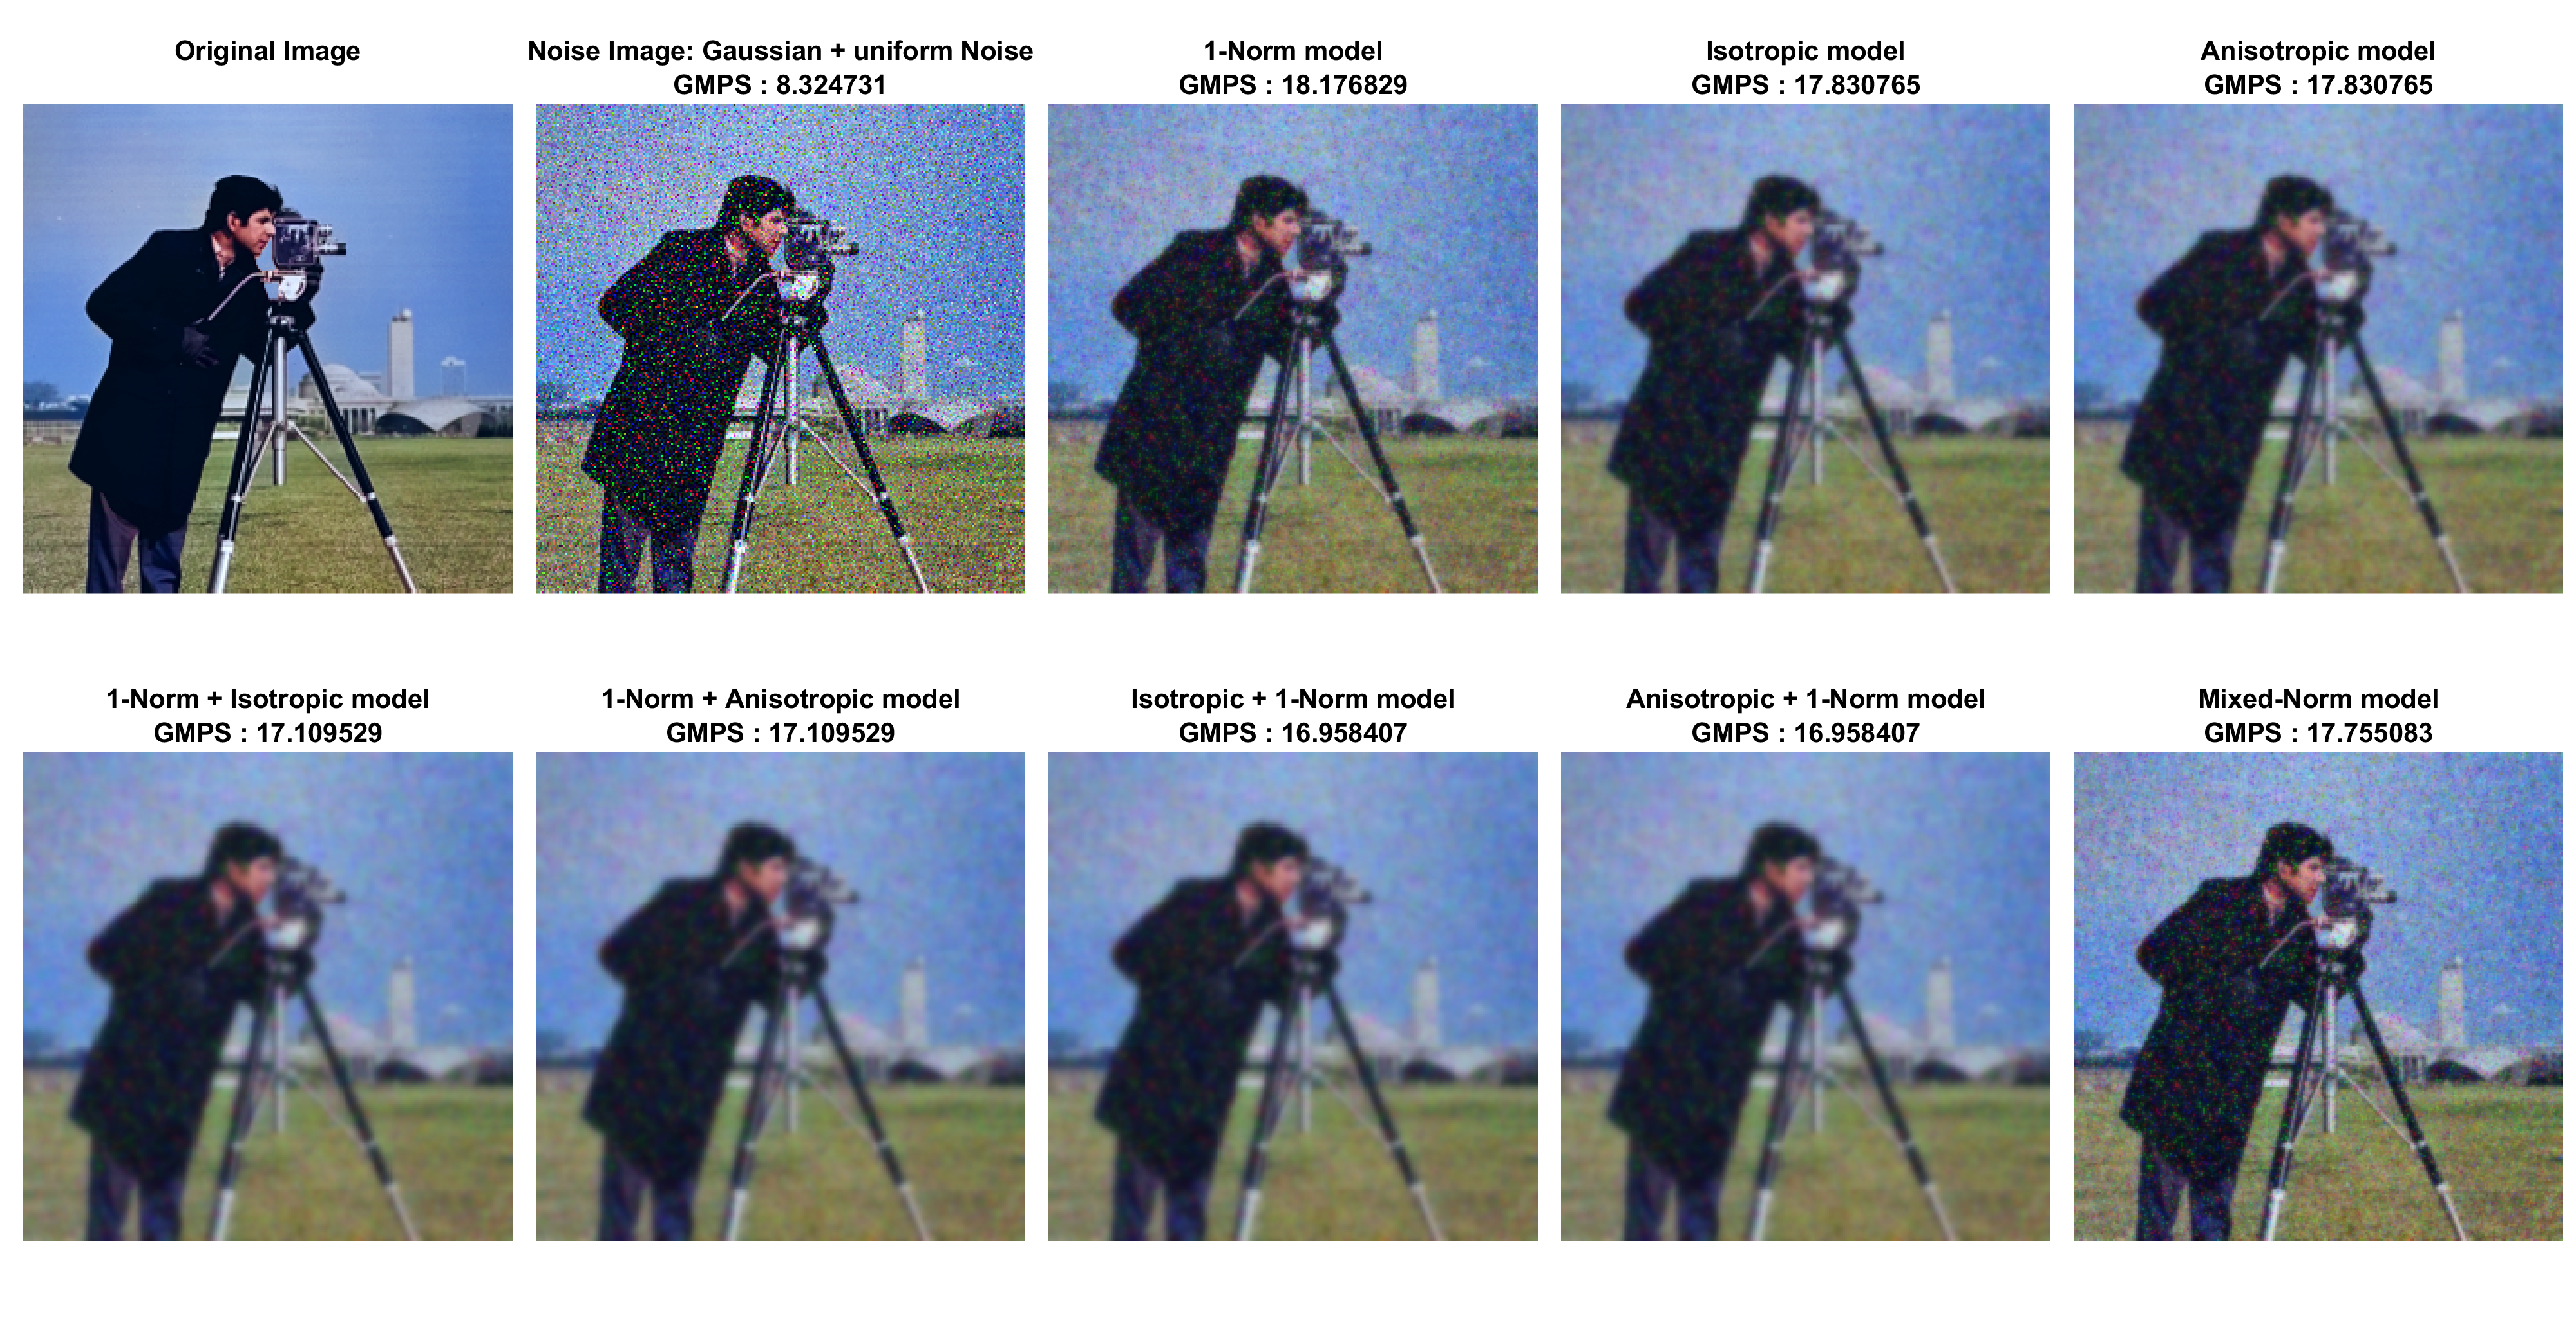 Original Image
Noise Image: Gaussian + uniform Noise
GMPS : 8.324731
1-Norm model
GMPS : 18.176829
Isotropic model
GMPS : 17.830765
Anisotropic model
GMPS : 17.830765
1-Norm + Isotropic model
GMPS : 17.109529
1-Norm + Anisotropic model
GMPS : 17.109529
Isotropic + 1-Norm model
GMPS : 16.958407
Anisotropic + 1-Norm model
GMPS : 16.958407
Mixed-Norm model
GMPS : 17.755083